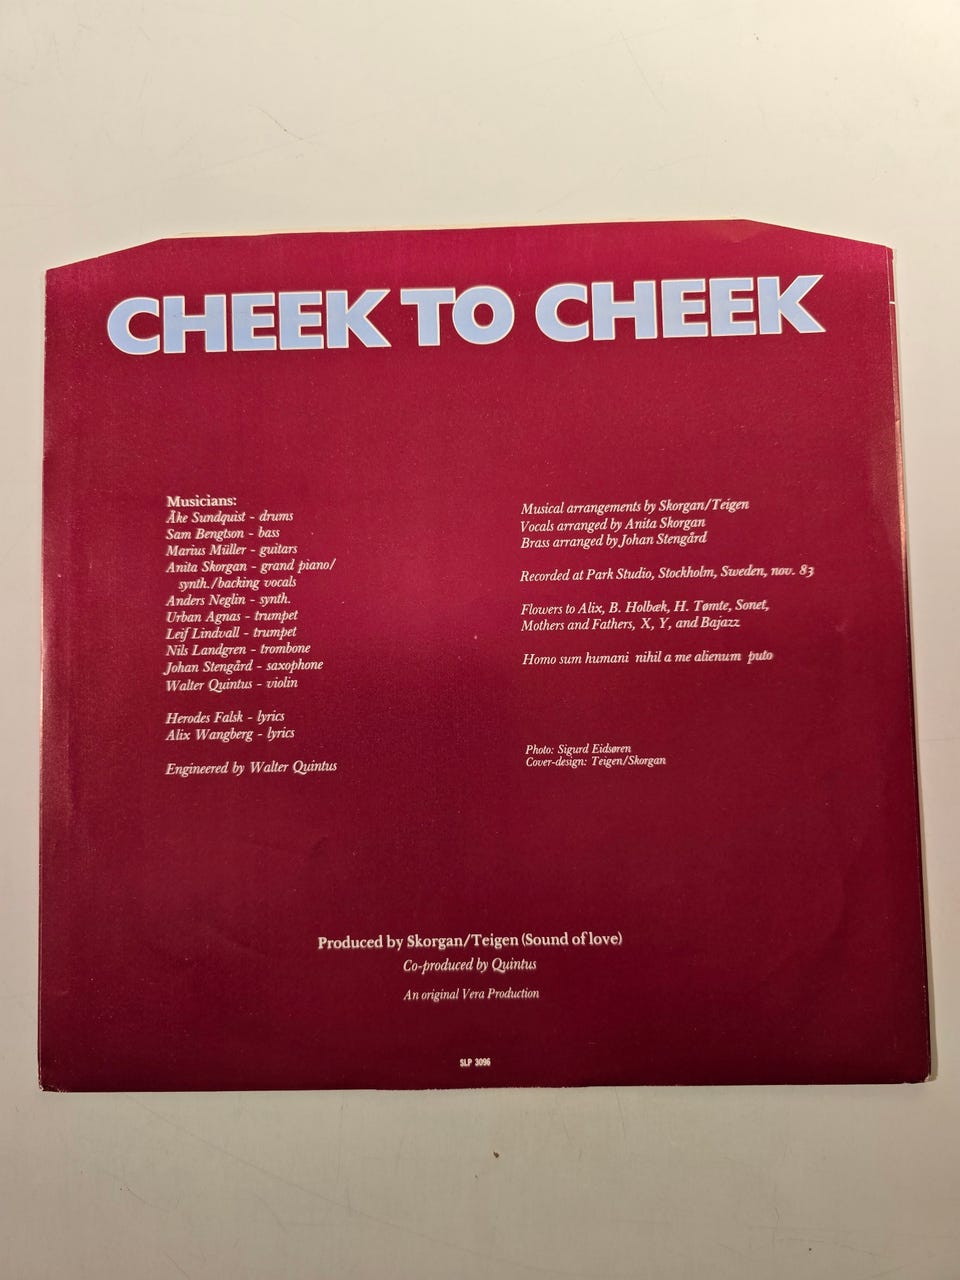 CHEEK TO CHEEK
Musicians:
Åke Sundquist - drums
Sam Bengtson - bass
Marius Müller - guitars
Anita Skorgan - grand piano/
synth./backing vocals
Anders Neglin - synth.
Urban Agnas - trumpet
Leif Lindvall - trumpet
Nils Landgren - trombone
Johan Stengård - saxophone
Walter Quintus - violin
Herodes Falsk - lyrics
Alix Wangberg - lyrics
Engineered by Walter Quintus
Musical arrangements by Skorgan/Teigen
Vocals arranged by Anita Skorgan
Brass arranged by Johan Stengård
Recorded at Park Studio, Stockholm, Sweden, nov. 83
Flowers to Alix, B. Holbæk, H. Tømte, Sonet,
Mothers and Fathers, X, Y, and Bajazz
Homo sum humani nihil a me alienum puto
Photo: Sigurd Eidsøren
Cover-design: Teigen/Skorgan
Produced by Skorgan/Teigen (Sound of love)
Co-produced by Quintus
An original Vera Production
SLP 3096